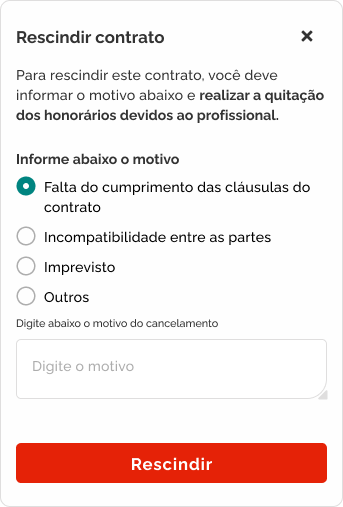 Rescindir contrato
Para rescindir este contrato, você deve
informar o motivo abaixo e realizar a quitação
dos honorários devidos ao profissional.
Informe abaixo o motivo
Falta do cumprimento das cláusulas do
contrato
Incompatibilidade entre as partes
Imprevisto
Outros
Digite abaixo o motivo do cancelamento
Digite o motivo
Rescindir